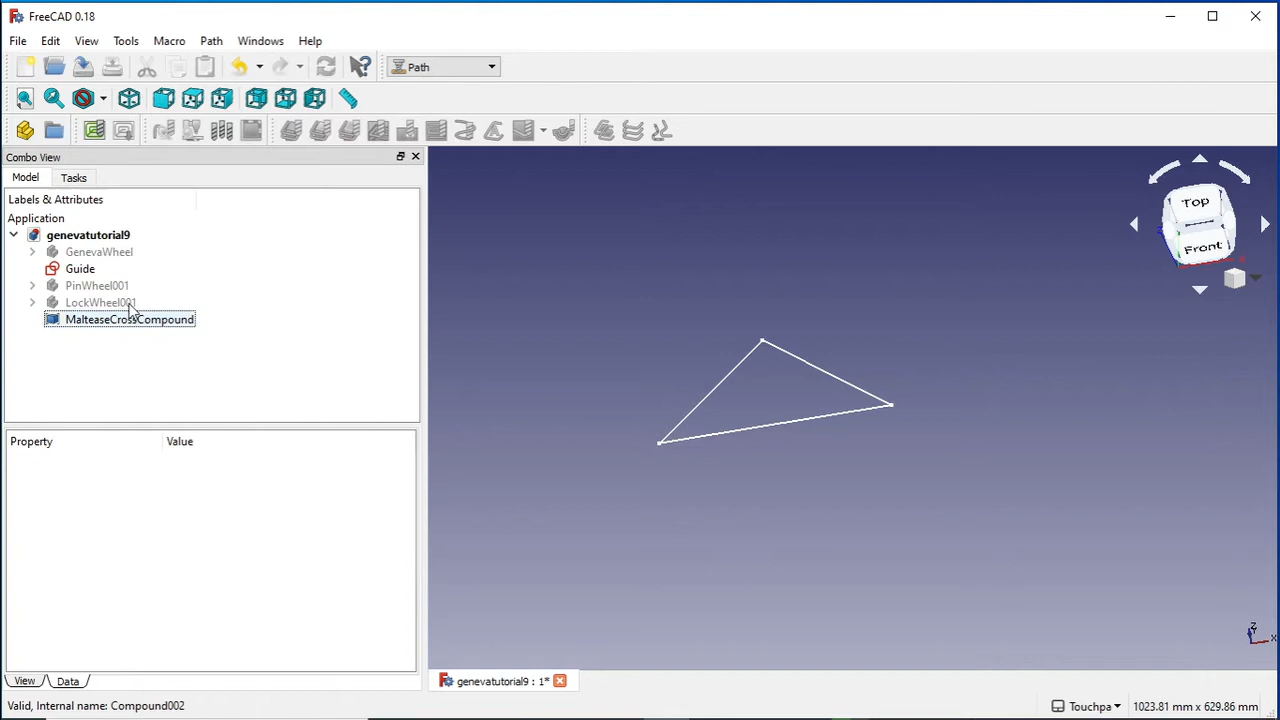 FreeCAD 0.18
File Edit View Tools Macro Path Windows Help
Path
Combo View
Model Tasks
Labels & Attributes
Application
genevatutorial9
GenevaWheel
Guide
PinWheel001
LockWheel001
MalteaseCrossCompound
Property Value
View Data
Top
Front
Z
X
Z
Y
X
genevatutorial9 : 1*
Valid, Internal name: Compound002
Touchpa
1023.81 mm x 629.86 mm